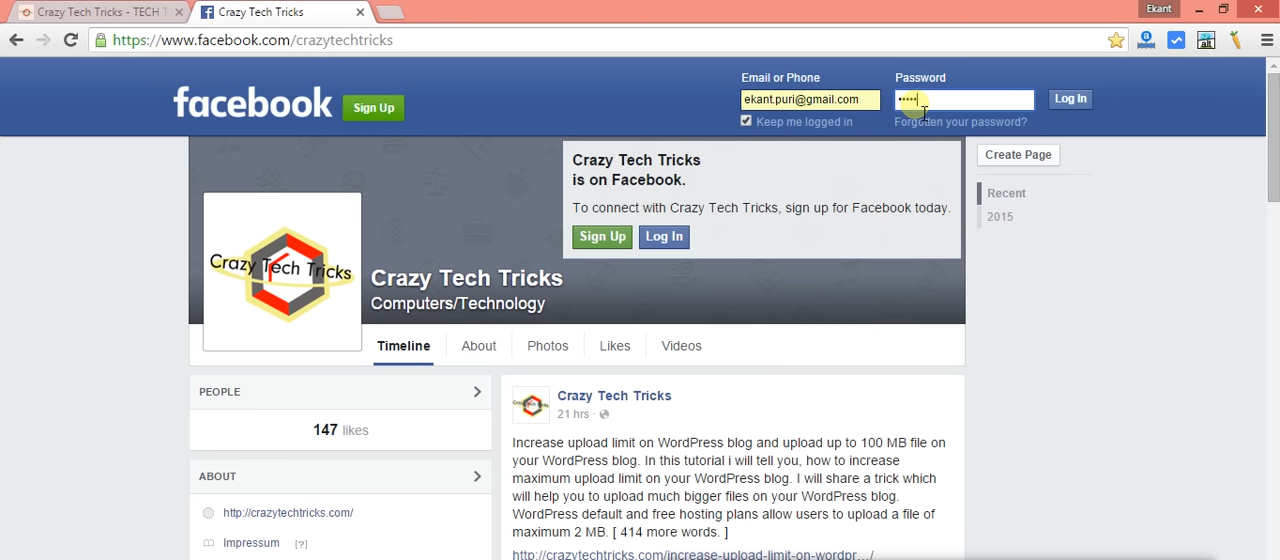 Crazy Tech Tricks - TECH T
Crazy Tech Tricks
Ekant
https://www.facebook.com/crazytechtricks
alt
facebook
Sign Up
Email or Phone
Password
ekant.puri@gmail.com
•••••
Log In
Keep me logged in
Forgotten your password?
Crazy Tech Tricks
is on Facebook.
To connect with Crazy Tech Tricks, sign up for Facebook today.
Sign Up
Log In
Create Page
Recent
2015
Crazy Tech Tricks
Crazy Tech Tricks
Computers/Technology
Timeline
About
Photos
Likes
Videos
PEOPLE
147 likes
ABOUT
http://crazytechtricks.com/
Impressum [?]
Crazy Tech Tricks
Crazy Tech Tricks
21 hrs ·
Increase upload limit on WordPress blog and upload up to 100 MB file on
your WordPress blog. In this tutorial i will tell you, how to increase
maximum upload limit on your WordPress blog. I will share a trick which
will help you to upload much bigger files on your WordPress blog.
WordPress default and free hosting plans allow users to upload a file of
maximum 2 MB. [ 414 more words. ]
http://crazytechtricks.com/increase-upload-limit-on-wordpr.../